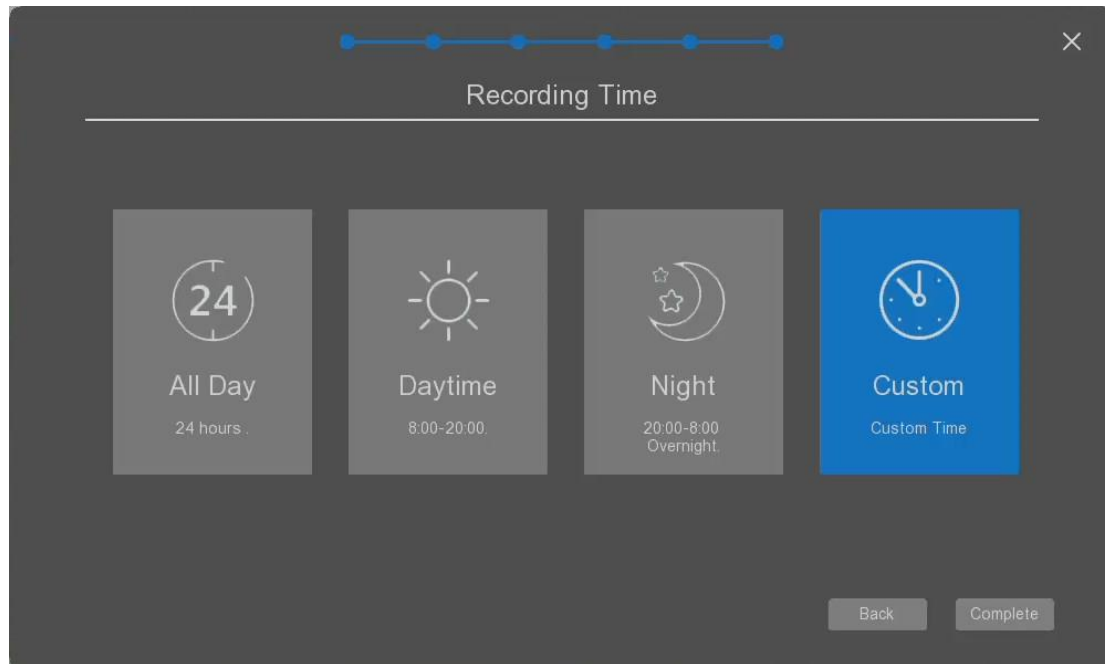 Recording Time
24
All Day
24 hours .
Daytime
8:00-20:00.
Night
20:00-8:00
Overnight.
Custom
Custom Time
Back
Complete